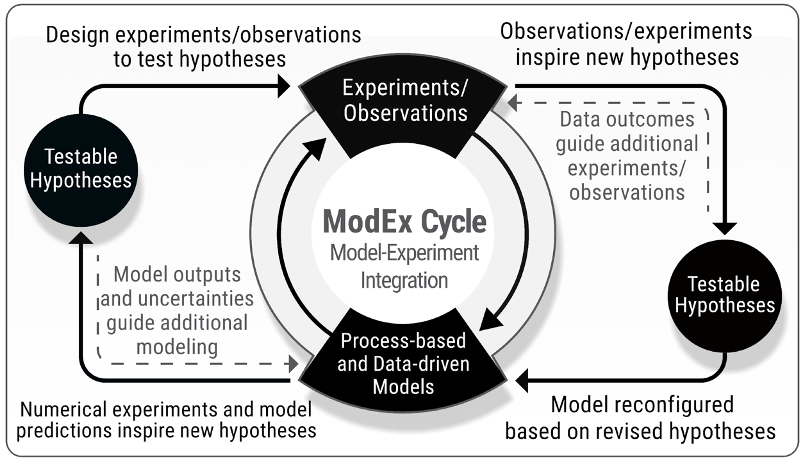 Design experiments/observations
to test hypotheses
Observations/experiments
inspire new hypotheses
Experiments/
Observations
Testable
Hypotheses
Data outcomes
guide additional
experiments/
observations
ModEx Cycle
Model-Experiment
Integration
Model outputs
and uncertainties
guide additional
modeling
Testable
Hypotheses
Process-based
and Data-driven
Models
Numerical experiments and model
predictions inspire new hypotheses
Model reconfigured
based on revised hypotheses